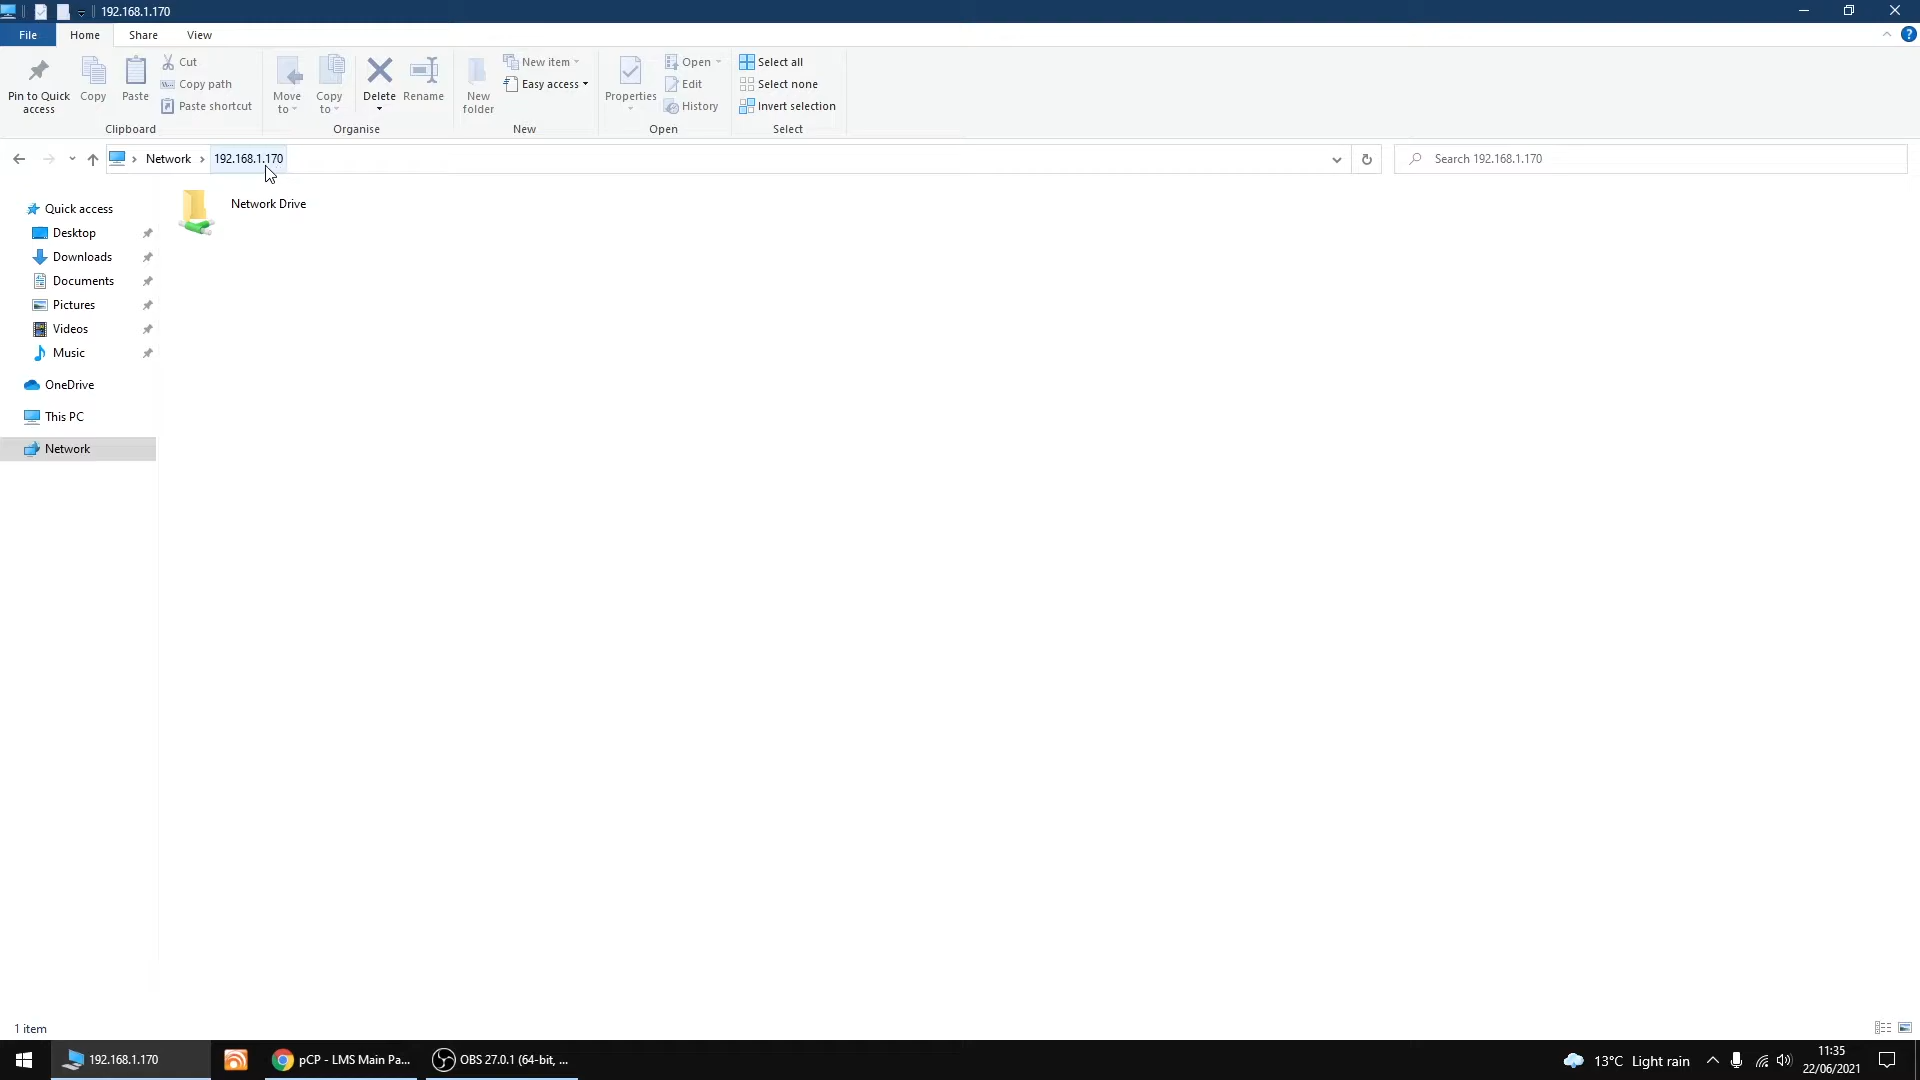 192.168.1.170
File Home Share View
Pin to Quick access
Copy
Paste
Cut
Copy path
Paste shortcut
Clipboard
Move to
Copy to
Delete
Rename
Organise
New folder
New item
Easy access
New
Properties
Open
Edit
History
Open
Select all
Select none
Invert selection
Select
Network 192.168.1.170
Search 192.168.1.170
Quick access
Desktop
Downloads
Documents
Pictures
Videos
Music
OneDrive
This PC
Network
Network Drive
1 item
192.168.1.170
pCP - LMS Main Pa...
OBS 27.0.1 (64-bit, ...
13°C Light rain
11:35
22/06/2021